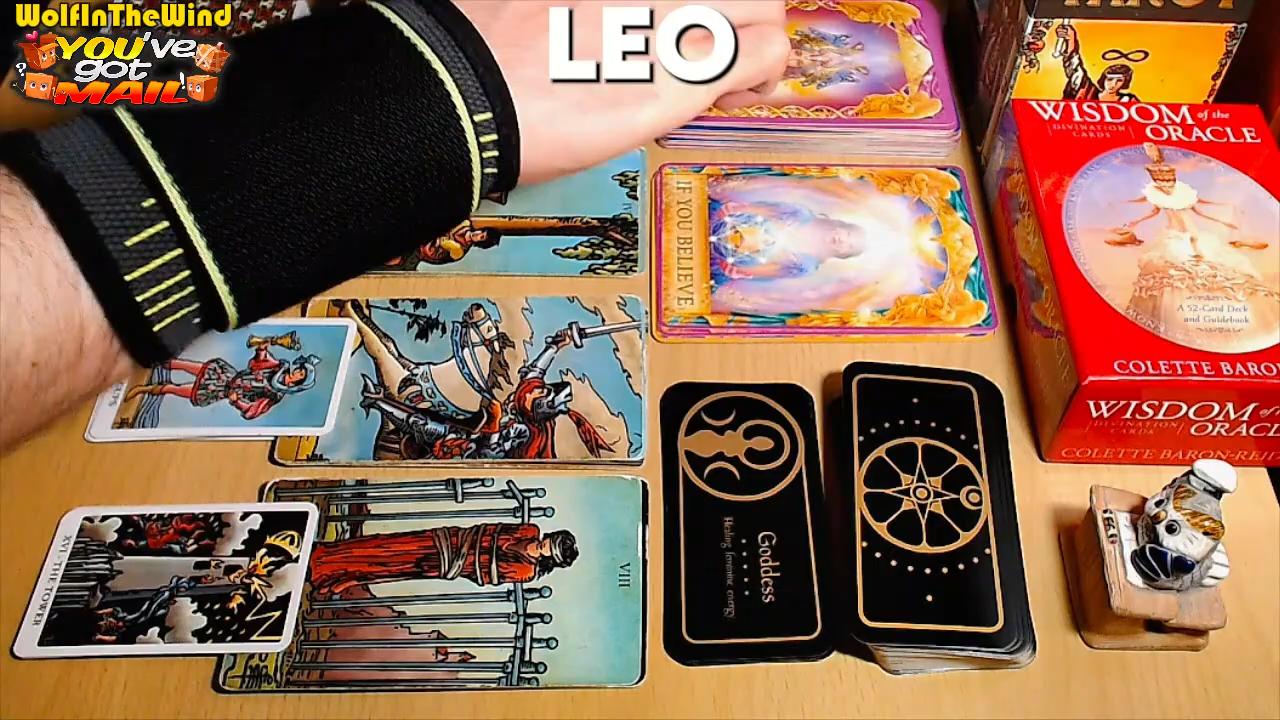 WolfInTheWind
YOU'VE
got
MAIL
LEO
TAROT
WISDOM of the
DIVINATION
CARDS
ORACLE
A 52-Card Deck
and Guidebook
COLETTE BARON
WISDOM of
DIVINATION
CARDS
ORACLE
COLETTE BARON-REID
IF YOU BELIEVE
VIII
XVI · THE TOWER.
CUPS
Goddess
Healing feminine energy